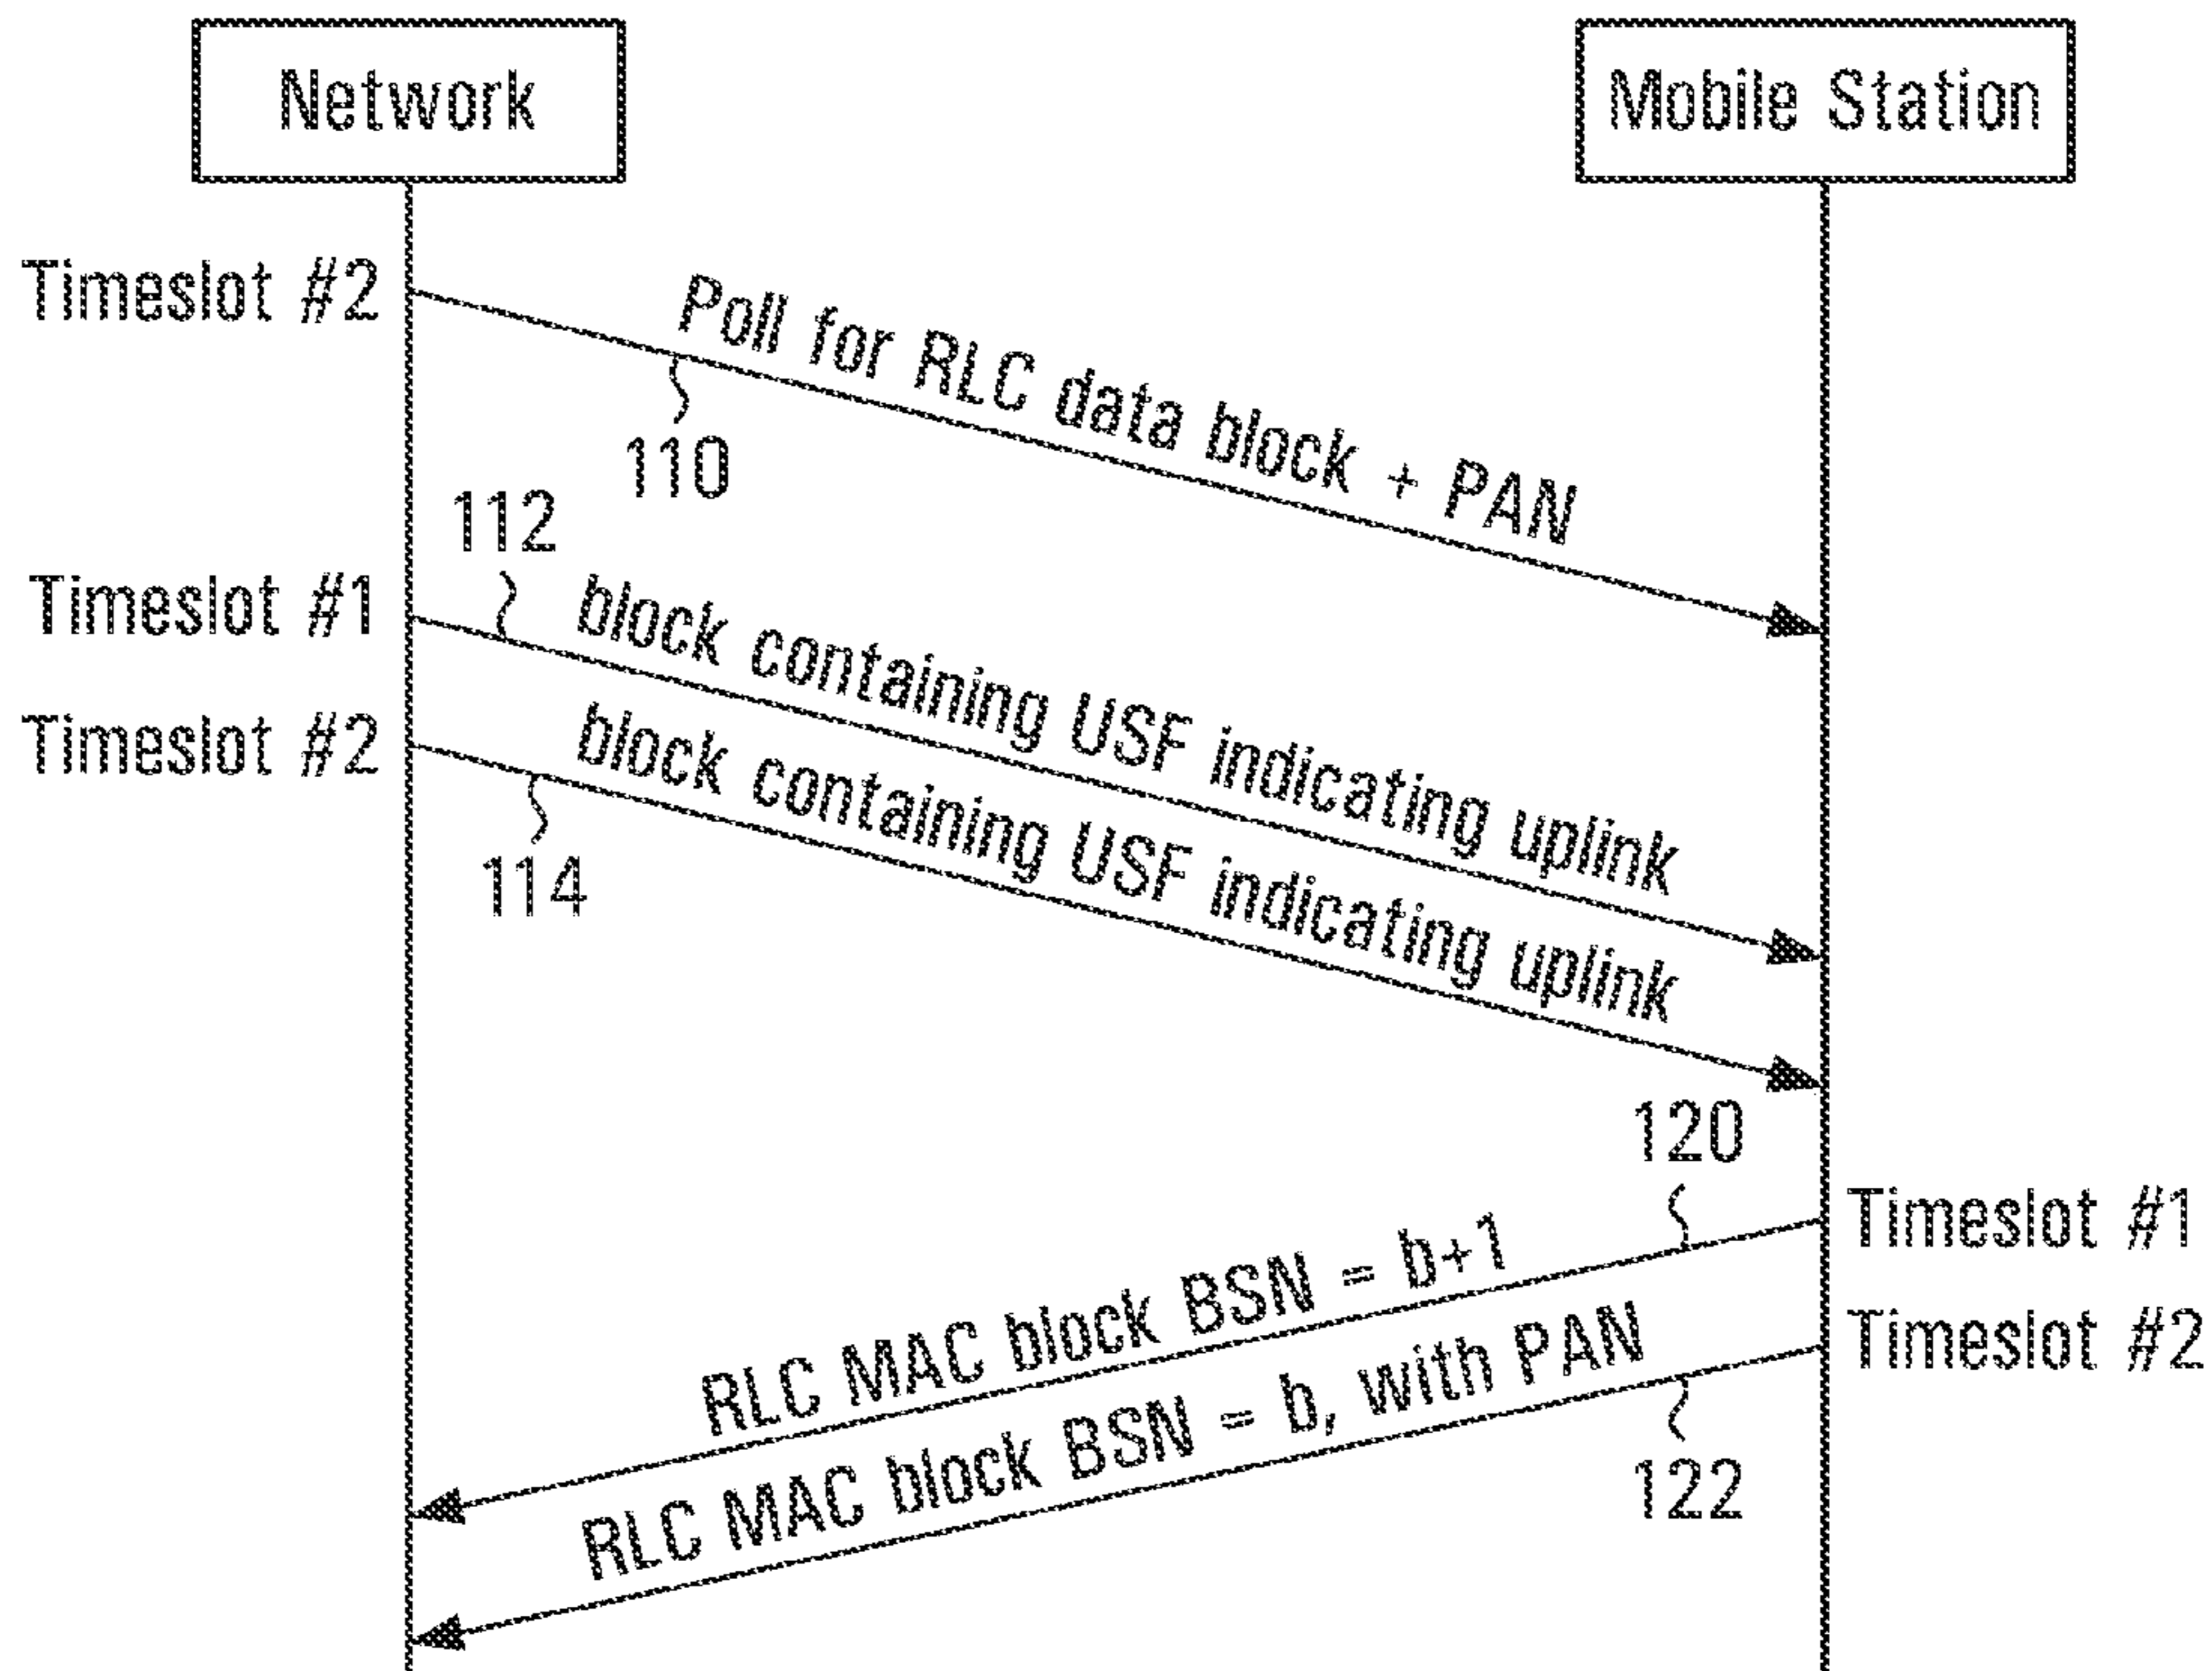 Network
Mobile Station
Timeslot #2
Poll for RLC data block + PAN
110
112
Timeslot #1
block containing USF indicating uplink
Timeslot #2
block containing USF indicating uplink
114
120
Timeslot #1
RLC MAC block BSN = b+1
Timeslot #2
RLC MAC block BSN = b, with PAN
122